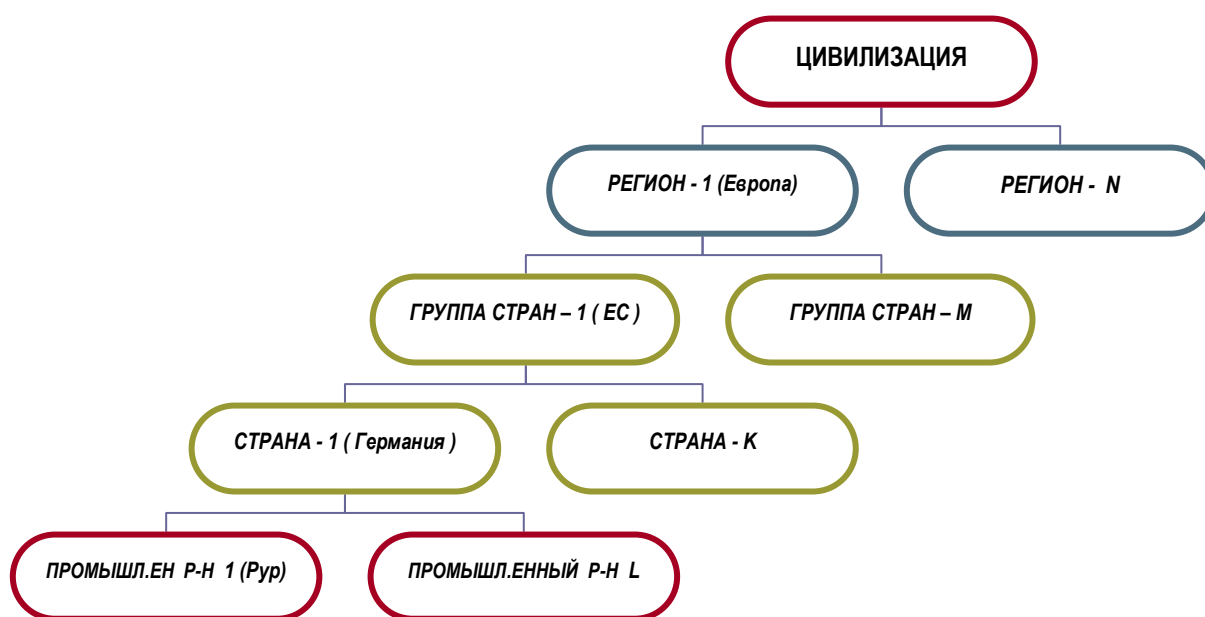 ЦИВИЛИЗАЦИЯ
РЕГИОН - 1 (Европа)
РЕГИОН - N
ГРУППА СТРАН – 1 ( ЕС )
ГРУППА СТРАН – М
СТРАНА - 1 ( Германия )
СТРАНА - K
ПРОМЫШЛ.ЕН Р-Н 1 (Рур)
ПРОМЫШЛ.ЕННЫЙ Р-Н L